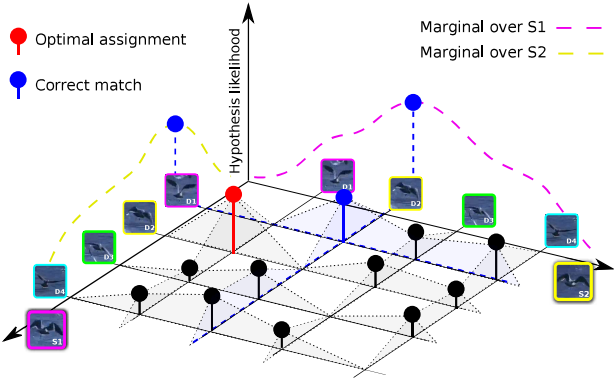 Optimal assignment
Correct match
Hypothesis likelihood
Marginal over S1
Marginal over S2
D1
D2
D3
D4
D1
D2
D3
D4
S1
S2